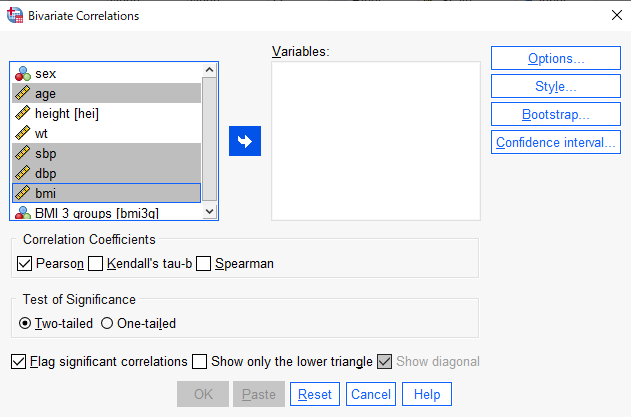 Bivariate Correlations
Variables:
sex
age
height [hei]
wt
sbp
dbp
bmi
BMI 3 groups [bmi3g]
Options...
Style...
Bootstrap...
Confidence interval...
Correlation Coefficients
Pearson Kendall's tau-b Spearman
Test of Significance
Two-tailed One-tailed
Flag significant correlations Show only the lower triangle Show diagonal
OK Paste Reset Cancel Help